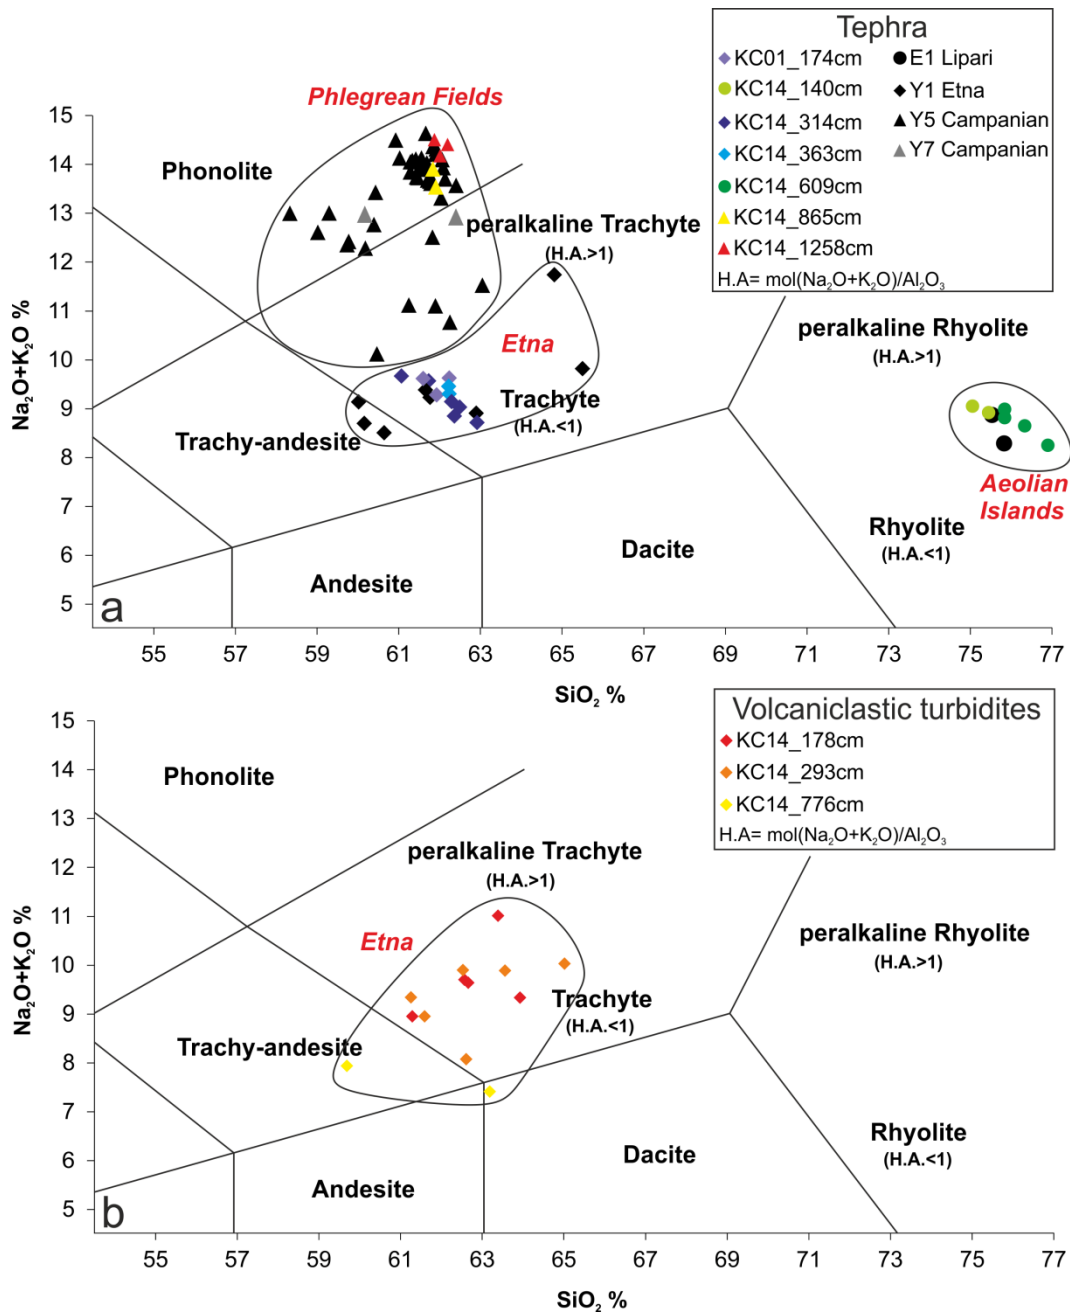 Tephra
KC01_174cm
KC14_140cm
KC14_314cm
KC14_363cm
KC14_609cm
KC14_865cm
KC14_1258cm
E1 Lipari
Y1 Etna
Y5 Campanian
Y7 Campanian
H.A= mol(Na₂O+K₂O)/Al₂O₃
Phlegrean Fields
Phonolite
peralkaline Trachyte
(H.A.>1)
Etna
Trachyte
(H.A.<1)
Trachy-andesite
peralkaline Rhyolite
(H.A.>1)
Aeolian
Islands
Rhyolite
(H.A.<1)
Dacite
Andesite
a
Na₂O+K₂O %
15
14
13
12
11
10
9
8
7
6
5
55 57 59 61 63 65 67 69 71 73 75 77
SiO₂ %
Volcaniclastic turbidites
KC14_178cm
KC14_293cm
KC14_776cm
H.A= mol(Na₂O+K₂O)/Al₂O₃
Phonolite
peralkaline Trachyte
(H.A.>1)
Etna
Trachyte
(H.A.<1)
Trachy-andesite
peralkaline Rhyolite
(H.A.>1)
Rhyolite
(H.A.<1)
Dacite
Andesite
b
Na₂O+K₂O %
15
14
13
12
11
10
9
8
7
6
5
55 57 59 61 63 65 67 69 71 73 75 77
SiO₂ %